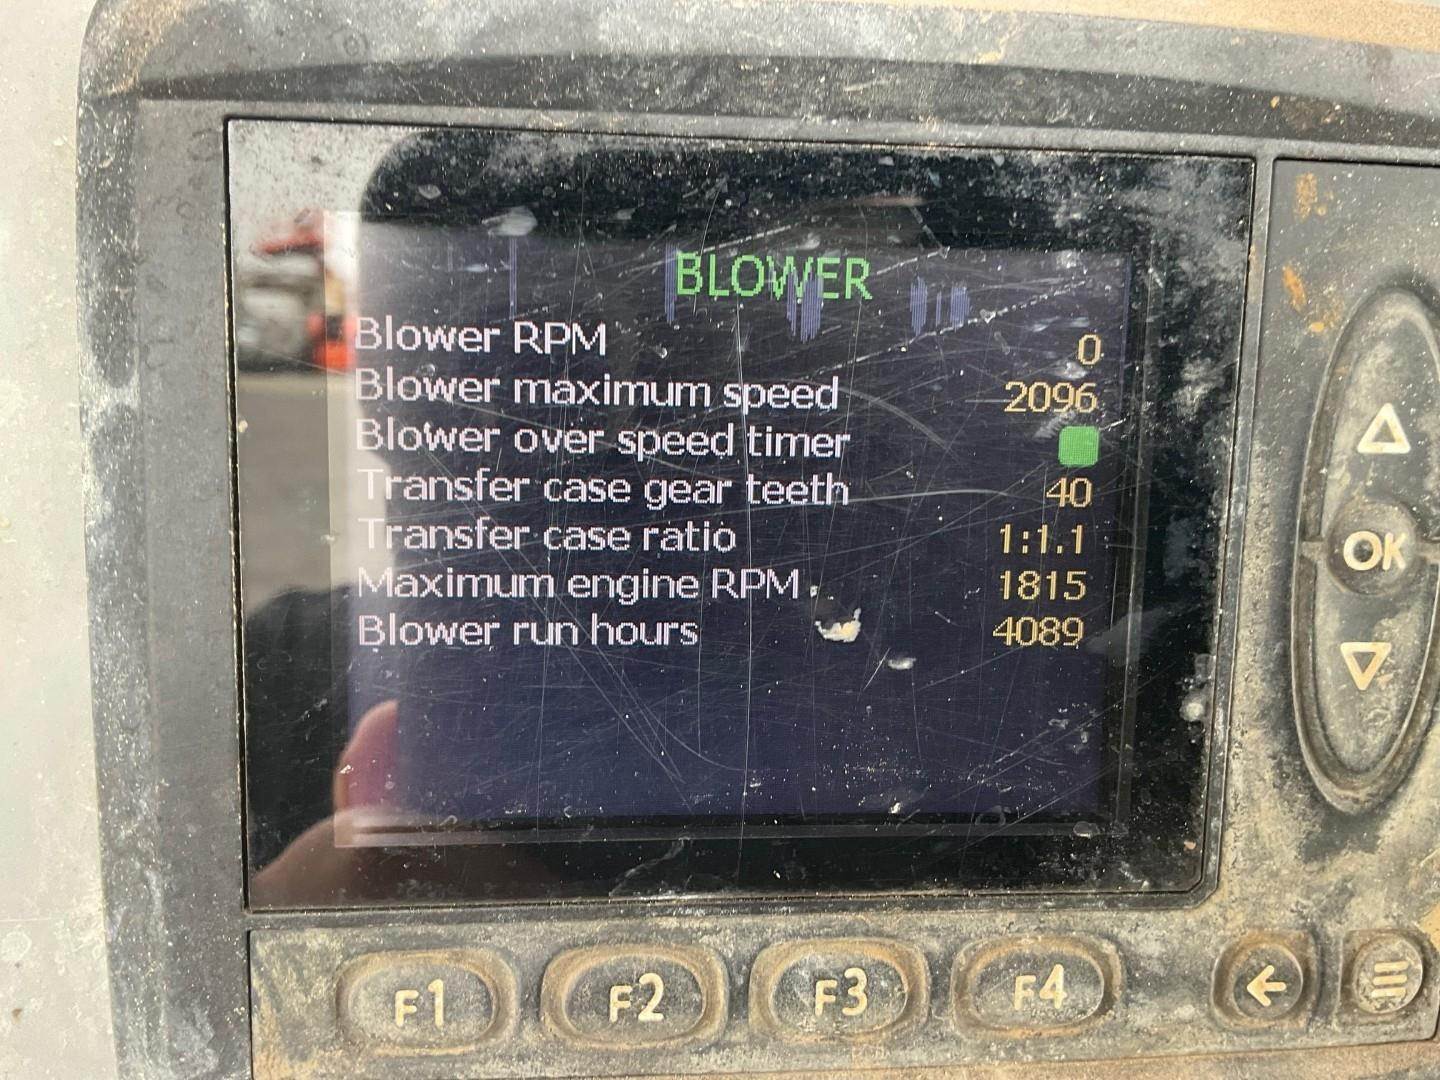 BLOWER
Blower RPM 0
Blower maximum speed 2096
Blower over speed timer
Transfer case gear teeth 40
Transfer case ratio 1:1.1
Maximum engine RPM 1815
Blower run hours 4089
OK
F1 F2 F3 F4